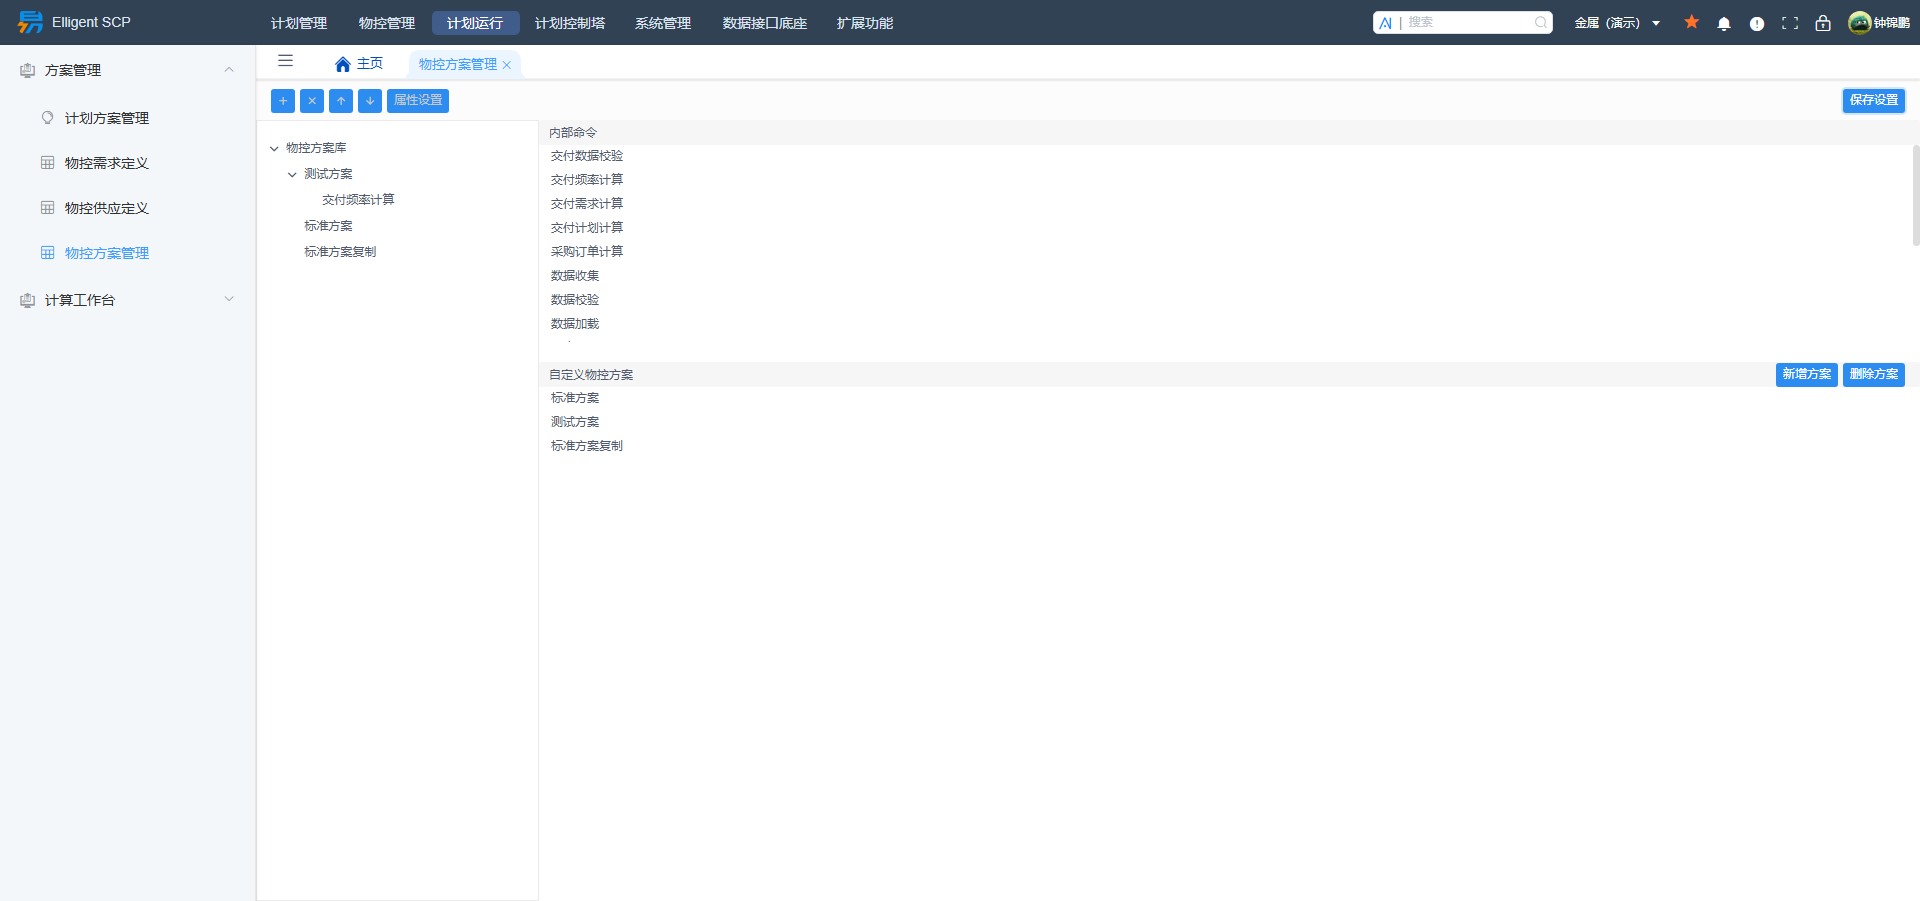 Elligent SCP
计划管理 物控管理 计划运行 计划控制塔 系统管理 数据接口底座 扩展功能
搜索
金属（演示）
钟锦鹏
方案管理
计划方案管理
物控需求定义
物控供应定义
物控方案管理
计算工作台
主页
物控方案管理
属性设置
保存设置
物控方案库
测试方案
交付频率计算
标准方案
标准方案复制
内部命令
交付数据校验
交付频率计算
交付需求计算
交付计划计算
采购订单计算
数据收集
数据校验
数据加载
自定义物控方案
新增方案 删除方案
标准方案
测试方案
标准方案复制